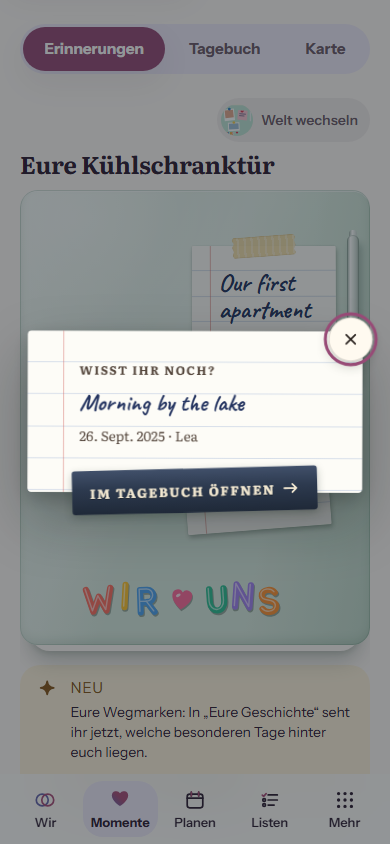 Erinnerungen Tagebuch Karte
Welt wechseln
Eure Kühlschranktür
Our first
apartment
WISST IHR NOCH?
Morning by the lake
26. Sept. 2025 · Lea
IM TAGEBUCH ÖFFNEN →
WIR UNS
NEU
Eure Wegmarken: In „Eure Geschichte“ seht
ihr jetzt, welche besonderen Tage hinter
euch liegen.
Wir Momente Planen Listen Mehr